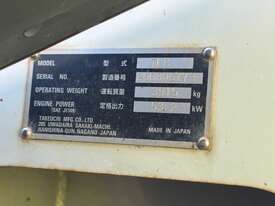 MODEL 型式
SERIAL NO. 製造番号
OPERATING WEIGHT 運転質量 kg
ENGINE POWER 定格出力 kW
(SAE J1349)
TAKEUCHI MFG.CO.,LTD
205 UWADAIRA SAKAKI-MACHI,
HANISHINA-GUN, NAGANO-JAPAN
MADE IN JAPAN